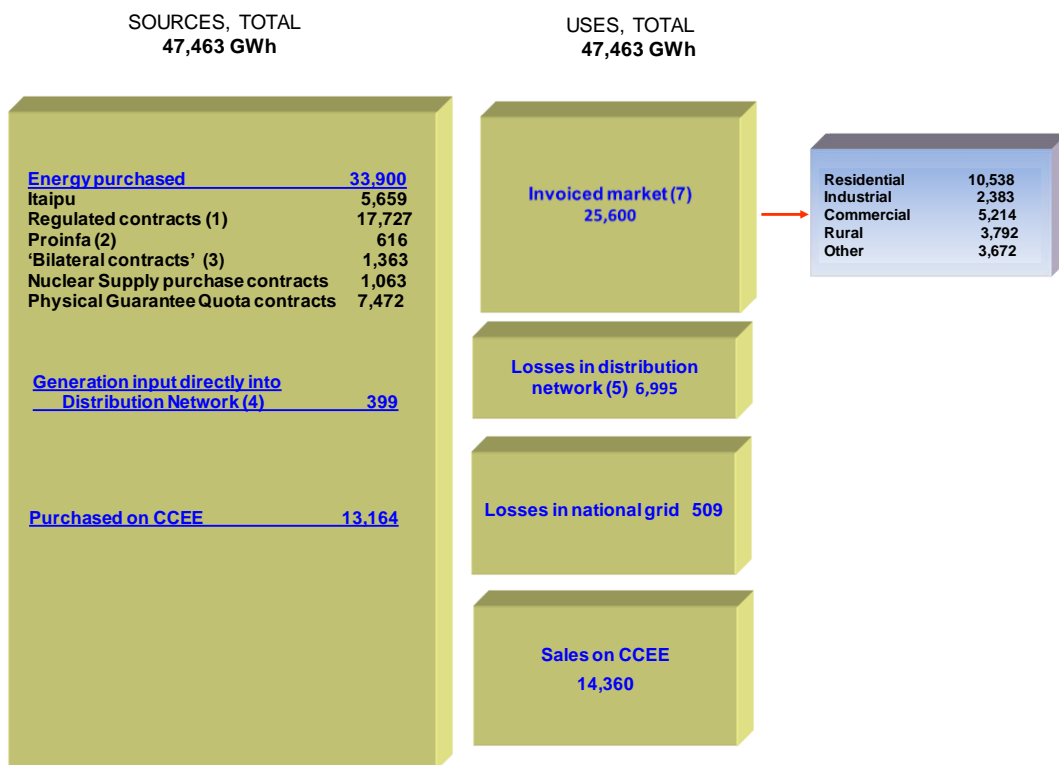 SOURCES, TOTAL
47,463 GWh
USES, TOTAL
47,463 GWh
Energy purchased 33,900
Itaipu 5,659
Regulated contracts (1) 17,727
Proinfa (2) 616
‘Bilateral contracts’ (3) 1,363
Nuclear Supply purchase contracts 1,063
Physical Guarantee Quota contracts 7,472
Generation input directly into
Distribution Network (4) 399
Purchased on CCEE 13,164
Invoiced market (7)
25,600
Losses in distribution
network (5) 6,995
Losses in national grid 509
Sales on CCEE
14,360
Residential 10,538
Industrial 2,383
Commercial 5,214
Rural 3,792
Other 3,672